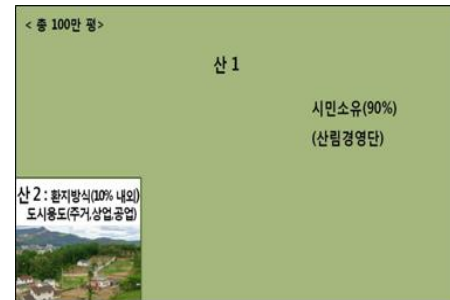 < 총 100만 평>
산 1
시민소유(90%)
(산림경영단)
산 2 : 환지방식(10% 내외)
도시용도(주거,상업,공업)